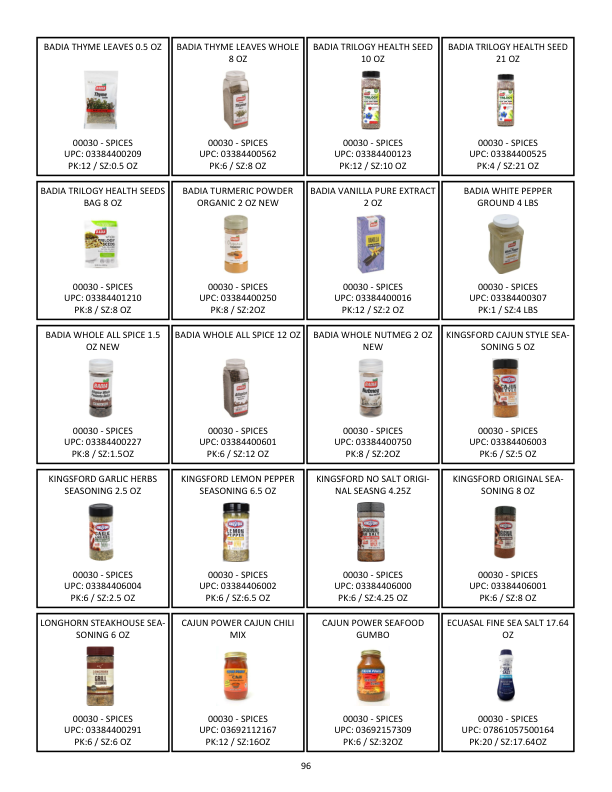 BADIA THYME LEAVES 0.5 OZ
00030 - SPICES
UPC: 03384400209
PK:12 / SZ:0.5 OZ
BADIA THYME LEAVES WHOLE
8 OZ
00030 - SPICES
UPC: 03384400562
PK:6 / SZ:8 OZ
BADIA TRILOGY HEALTH SEED
10 OZ
00030 - SPICES
UPC: 03384400123
PK:12 / SZ:10 OZ
BADIA TRILOGY HEALTH SEED
21 OZ
00030 - SPICES
UPC: 03384400525
PK:4 / SZ:21 OZ
BADIA TRILOGY HEALTH SEEDS
BAG 8 OZ
00030 - SPICES
UPC: 03384401210
PK:8 / SZ:8 OZ
BADIA TURMERIC POWDER
ORGANIC 2 OZ NEW
00030 - SPICES
UPC: 03384400250
PK:8 / SZ:2OZ
BADIA VANILLA PURE EXTRACT
2 OZ
00030 - SPICES
UPC: 03384400016
PK:12 / SZ:2 OZ
BADIA WHITE PEPPER
GROUND 4 LBS
00030 - SPICES
UPC: 03384400307
PK:1 / SZ:4 LBS
BADIA WHOLE ALL SPICE 1.5
OZ NEW
00030 - SPICES
UPC: 03384400227
PK:8 / SZ:1.5OZ
BADIA WHOLE ALL SPICE 12 OZ
00030 - SPICES
UPC: 03384400601
PK:6 / SZ:12 OZ
BADIA WHOLE NUTMEG 2 OZ
NEW
00030 - SPICES
UPC: 03384400750
PK:8 / SZ:2OZ
KINGSFORD CAJUN STYLE SEA-
SONING 5 OZ
00030 - SPICES
UPC: 03384406003
PK:6 / SZ:5 OZ
KINGSFORD GARLIC HERBS
SEASONING 2.5 OZ
00030 - SPICES
UPC: 03384406004
PK:6 / SZ:2.5 OZ
KINGSFORD LEMON PEPPER
SEASONING 6.5 OZ
00030 - SPICES
UPC: 03384406002
PK:6 / SZ:6.5 OZ
KINGSFORD NO SALT ORIGI-
NAL SEASNG 4.25Z
00030 - SPICES
UPC: 03384406000
PK:6 / SZ:4.25 OZ
KINGSFORD ORIGINAL SEA-
SONING 8 OZ
00030 - SPICES
UPC: 03384406001
PK:6 / SZ:8 OZ
LONGHORN STEAKHOUSE SEA-
SONING 6 OZ
00030 - SPICES
UPC: 03384400291
PK:6 / SZ:6 OZ
CAJUN POWER CAJUN CHILI
MIX
00030 - SPICES
UPC: 03692112167
PK:12 / SZ:16OZ
CAJUN POWER SEAFOOD
GUMBO
00030 - SPICES
UPC: 03692157309
PK:6 / SZ:32OZ
ECUASAL FINE SEA SALT 17.64
OZ
00030 - SPICES
UPC: 07861057500164
PK:20 / SZ:17.64OZ
96